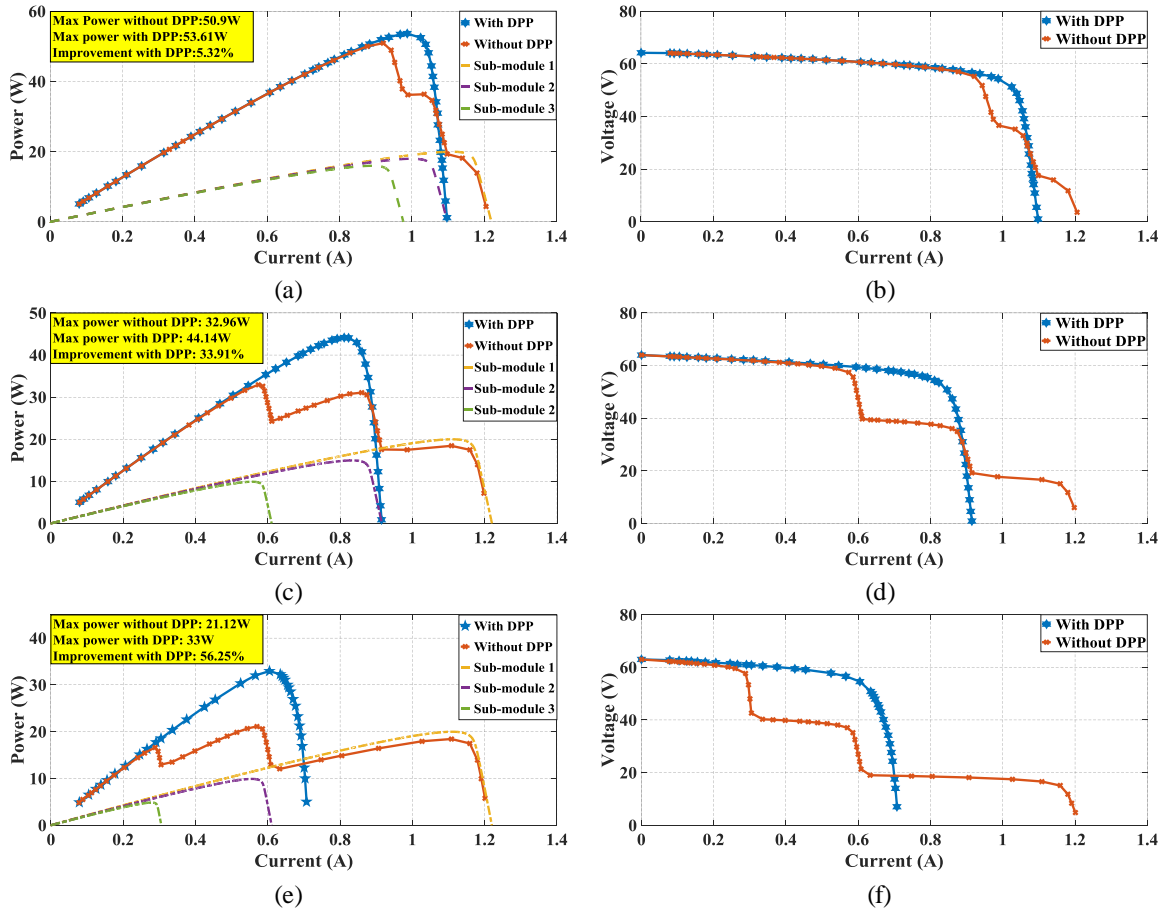 Max Power without DPP:50.9W
Max power with DPP:53.61W
Improvement with DPP:5.32%
With DPP
Without DPP
Sub-module 1
Sub-module 2
Sub-module 3
Power (W)
60
40
20
0
0 0.2 0.4 0.6 0.8 1 1.2 1.4
Current (A)
(a)
With DPP
Without DPP
Voltage (V)
80
60
40
20
0
0 0.2 0.4 0.6 0.8 1 1.2 1.4
Current (A)
(b)
Max power without DPP: 32.96W
Max power with DPP: 44.14W
Improvement with DPP: 33.91%
With DPP
Without DPP
Sub-module 1
Sub-module 2
Sub-module 2
Power (W)
50
40
30
20
10
0
0 0.2 0.4 0.6 0.8 1 1.2 1.4
Current (A)
(c)
With DPP
Without DPP
Voltage (V)
80
60
40
20
0
0 0.2 0.4 0.6 0.8 1 1.2 1.4
Current (A)
(d)
Max power without DPP: 21.12W
Max power with DPP: 33W
Improvement with DPP: 56.25%
With DPP
Without DPP
Sub-module 1
Sub-module 2
Sub-module 3
Power (W)
40
30
20
10
0
0 0.2 0.4 0.6 0.8 1 1.2 1.4
Current (A)
(e)
With DPP
Without DPP
Voltage (V)
80
60
40
20
0
0 0.2 0.4 0.6 0.8 1 1.2 1.4
Current (A)
(f)